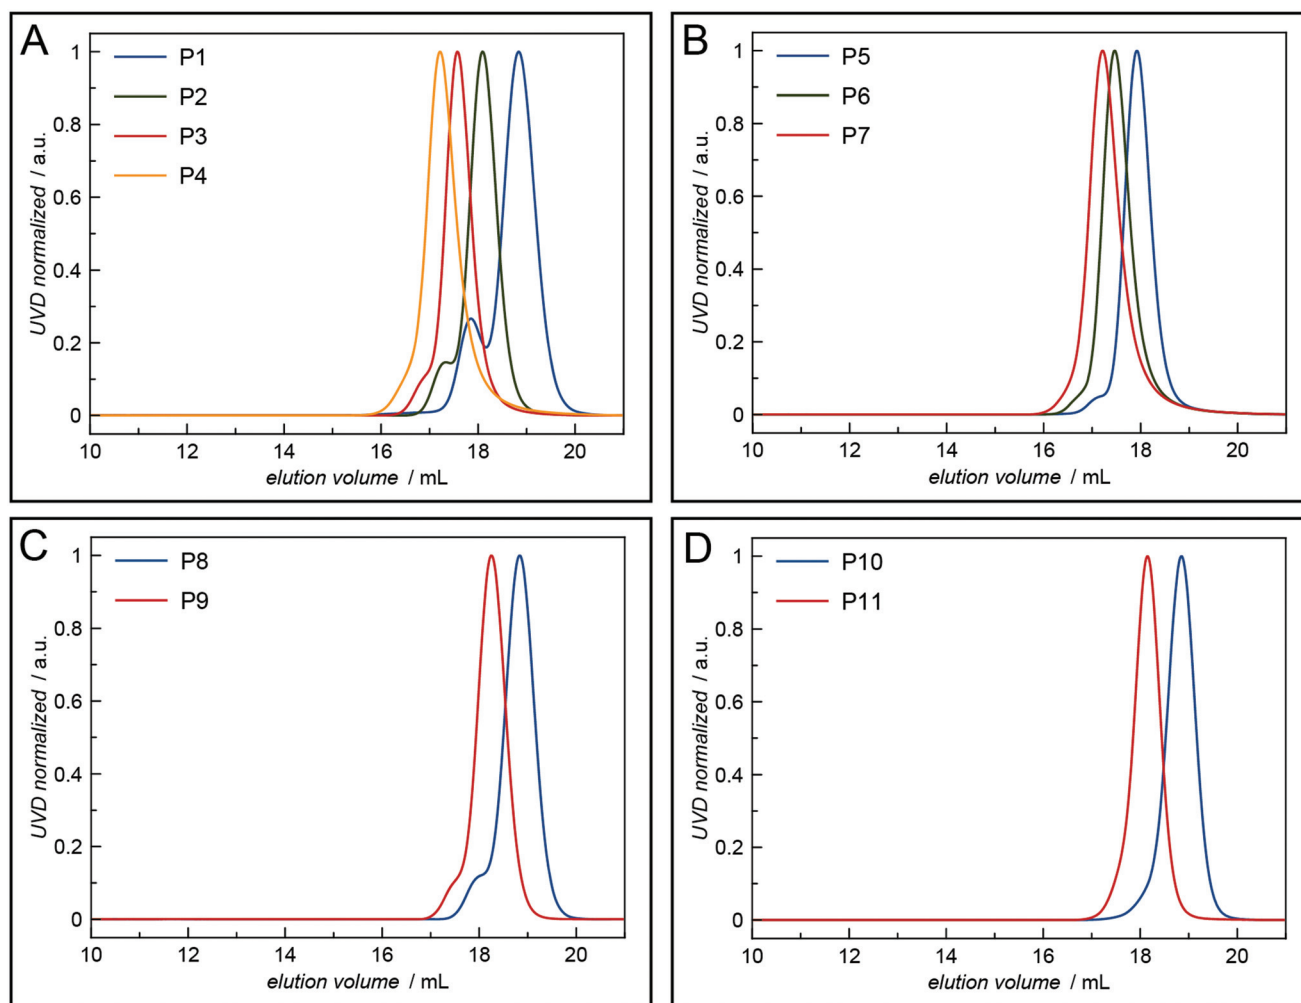 A
P1
P2
P3
P4
UVD normalized / a.u.
1
0.8
0.6
0.4
0.2
0
10 12 14 16 18 20
elution volume / mL
B
P5
P6
P7
UVD normalized / a.u.
1
0.8
0.6
0.4
0.2
0
10 12 14 16 18 20
elution volume / mL
C
P8
P9
UVD normalized / a.u.
1
0.8
0.6
0.4
0.2
0
10 12 14 16 18 20
elution volume / mL
D
P10
P11
UVD normalized / a.u.
1
0.8
0.6
0.4
0.2
0
10 12 14 16 18 20
elution volume / mL